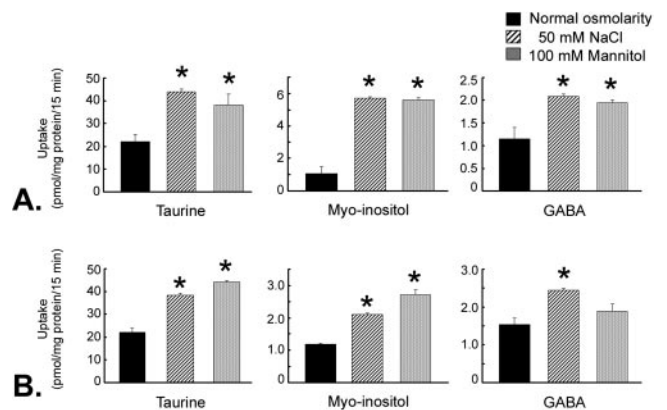 Normal osmolarity
50 mM NaCl
100 mM Mannitol
A.
Uptake
(pmol/mg protein/15 min)
50
40
30
20
10
0
*
*
Taurine
6
4
2
0
*
*
Myo-inositol
2.5
2.0
1.5
1.0
0.5
0
*
*
GABA
B.
Uptake
(pmol/mg protein/15 min)
50
40
30
20
10
0
*
*
Taurine
3.0
2.0
1.0
0
*
*
Myo-inositol
3.0
2.0
1.0
0
*
GABA